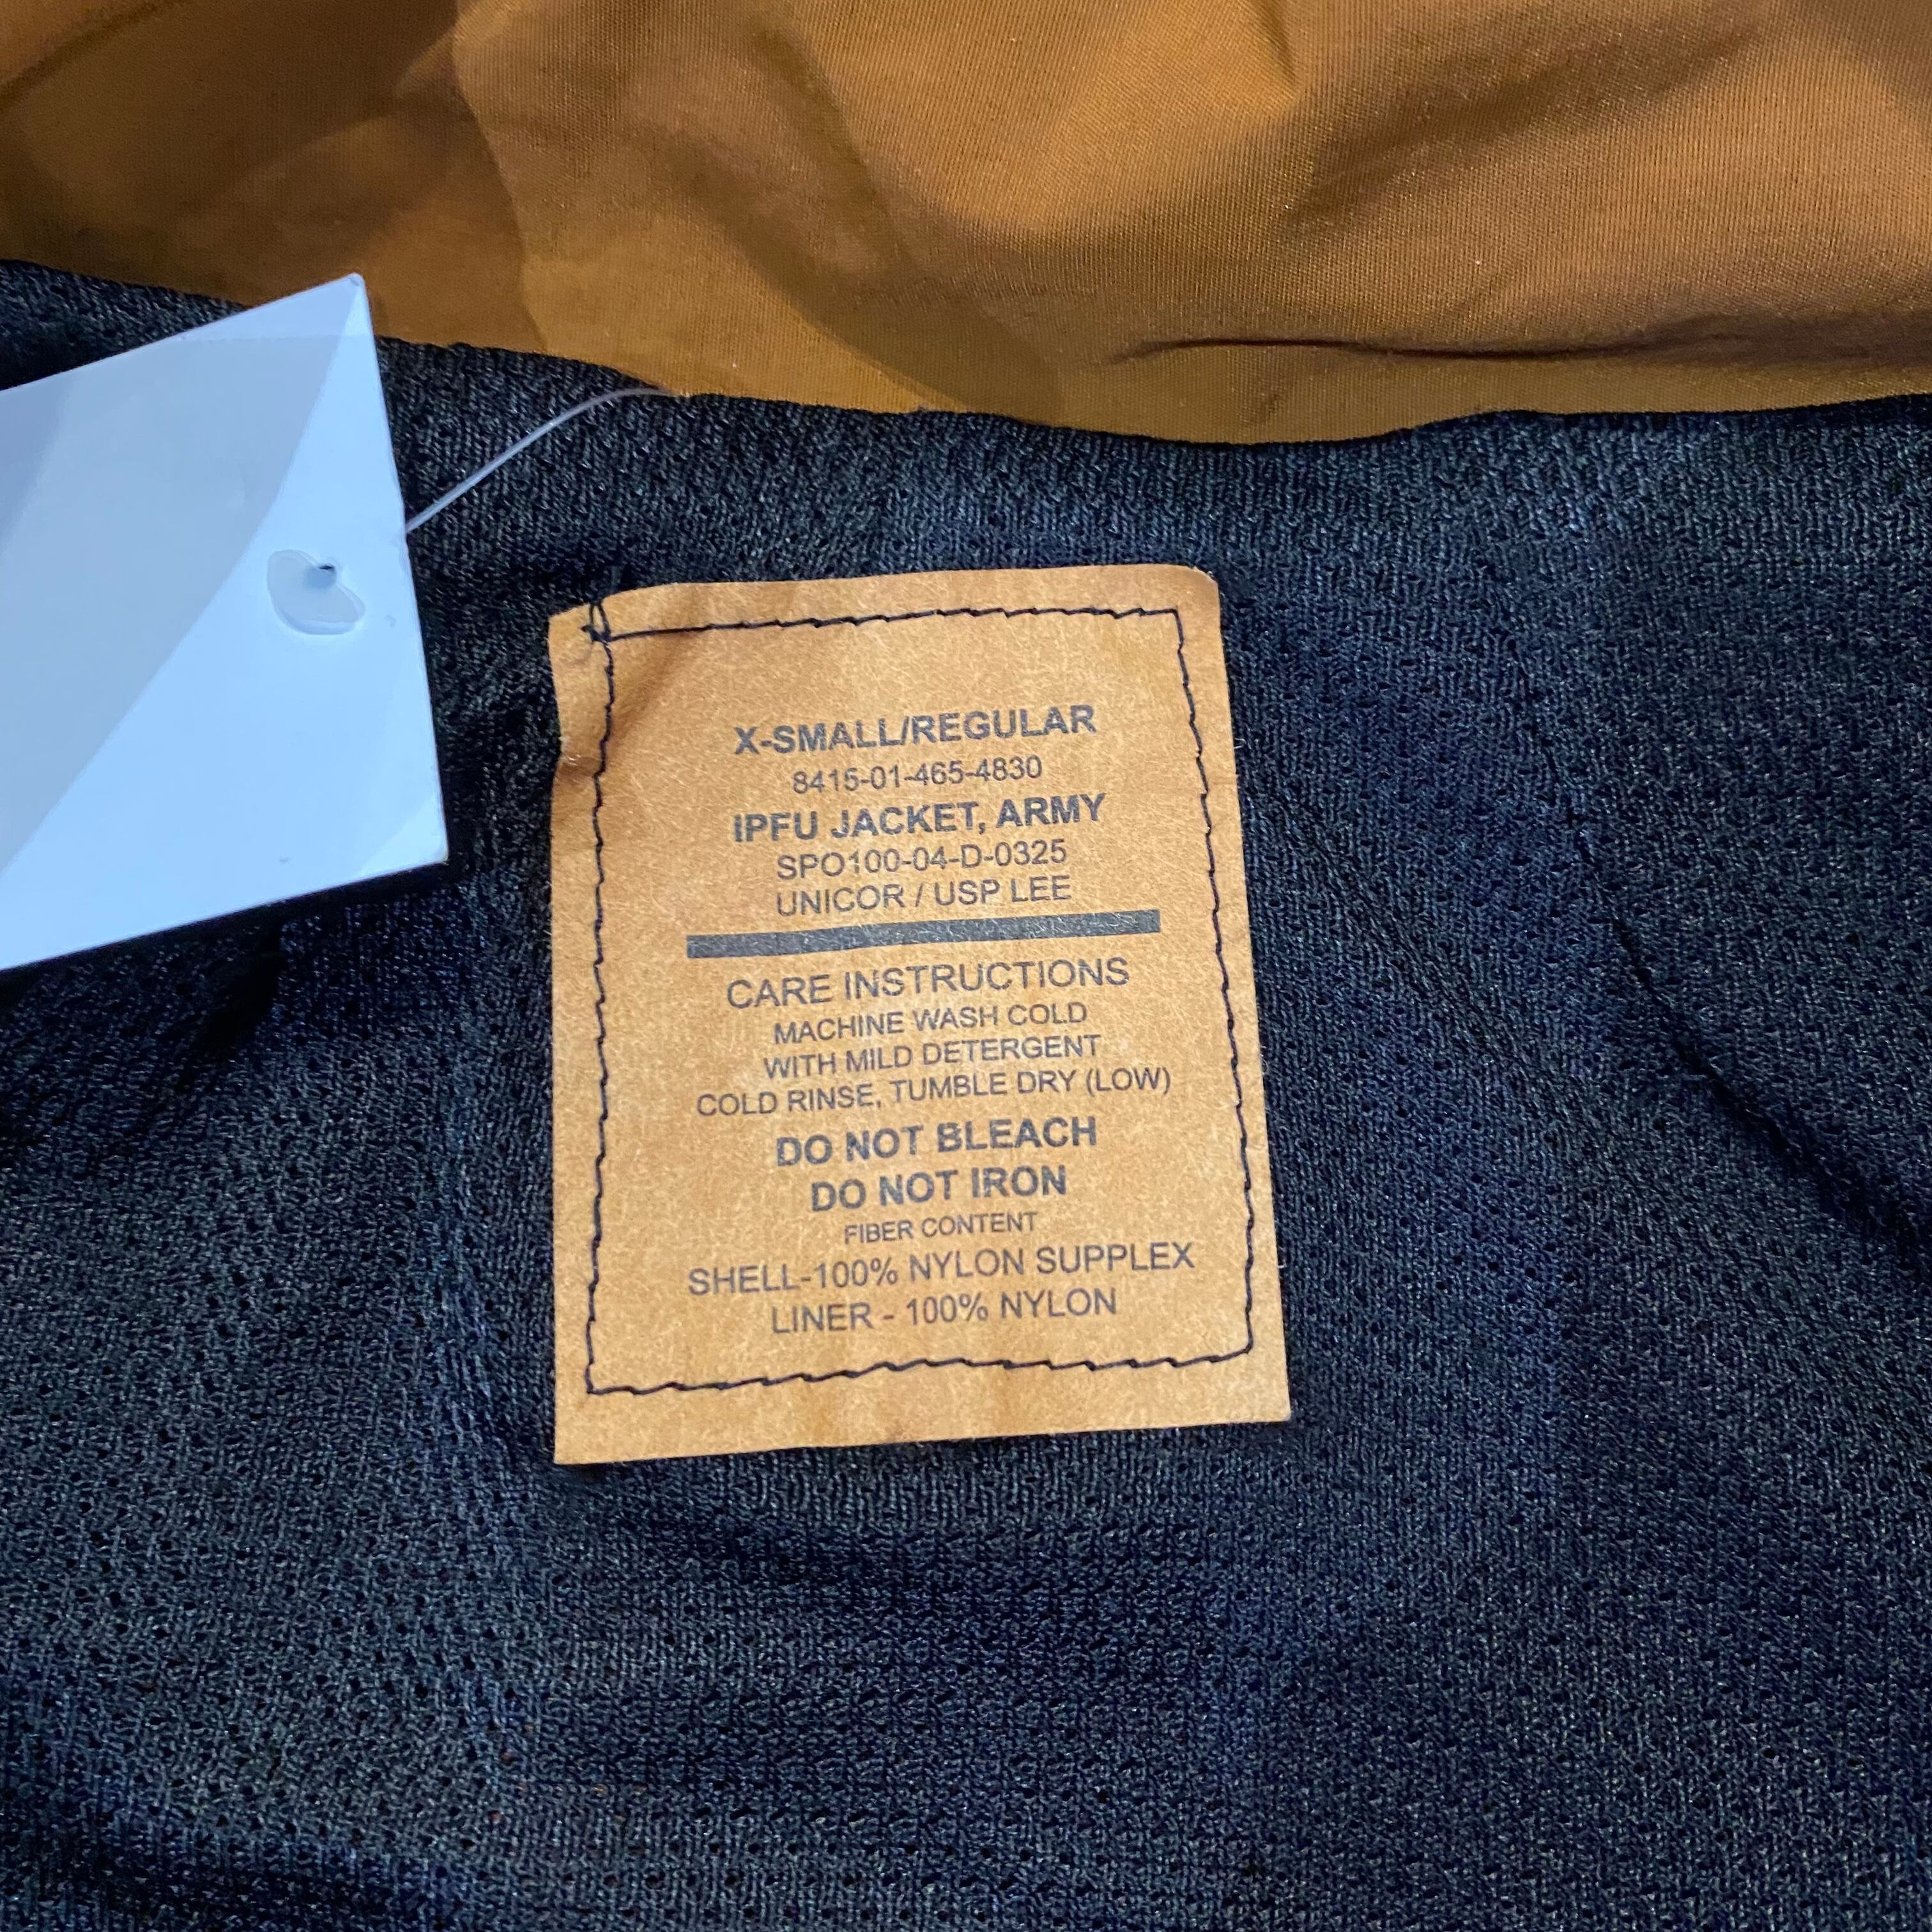 X-SMALL/REGULAR
8415-01-465-4830
IPFU JACKET, ARMY
SPO100-04-D-0325
UNICOR / USP LEE
CARE INSTRUCTIONS
MACHINE WASH COLD
WITH MILD DETERGENT
COLD RINSE, TUMBLE DRY (LOW)
DO NOT BLEACH
DO NOT IRON
FIBER CONTENT
SHELL-100% NYLON SUPPLEX
LINER - 100% NYLON